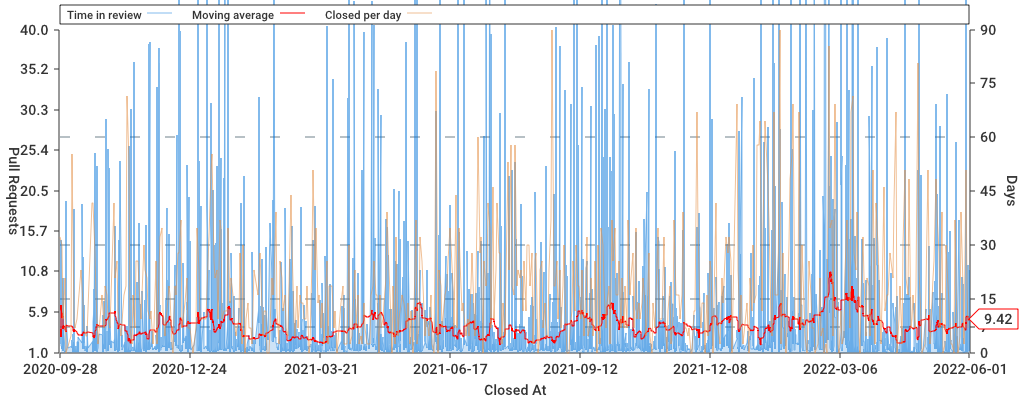 Time in review Moving average Closed per day
40.0 90
35.2 75
30.3
60
25.4
Pull Requests
20.5 45
Days
15.7 30
10.8
15
5.9
9.42
1.0 0
2020-09-28 2020-12-24 2021-03-21 2021-06-17 2021-09-12 2021-12-08 2022-03-06 2022-06-01
Closed At